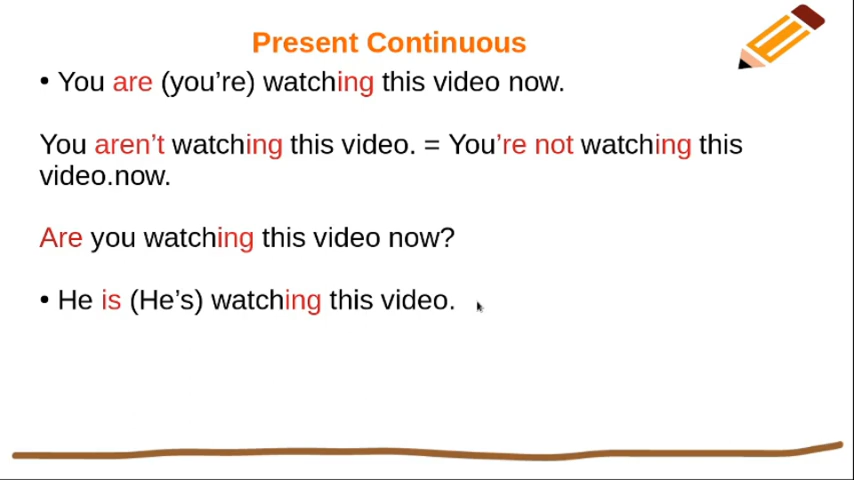 Present Continuous
• You are (you’re) watching this video now.
You aren’t watching this video. = You’re not watching this
video.now.
Are you watching this video now?
• He is (He’s) watching this video.